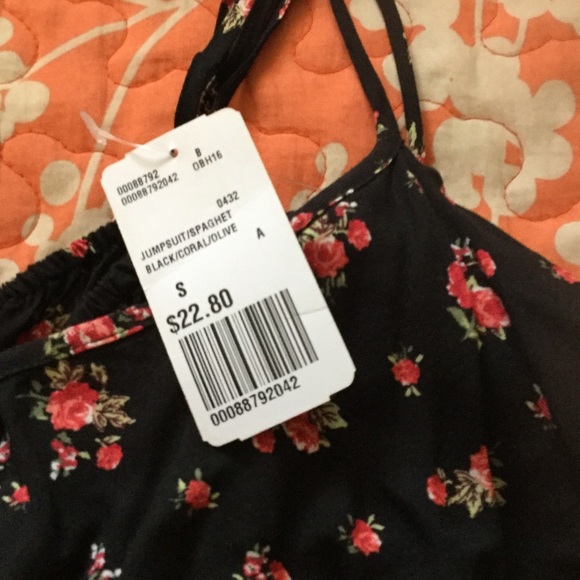 00088792 B
00088792042 OBH16
0432
JUMPSUIT/SPAGHET
BLACK/CORAL/OLIVE A
S
$22.80
00088792042